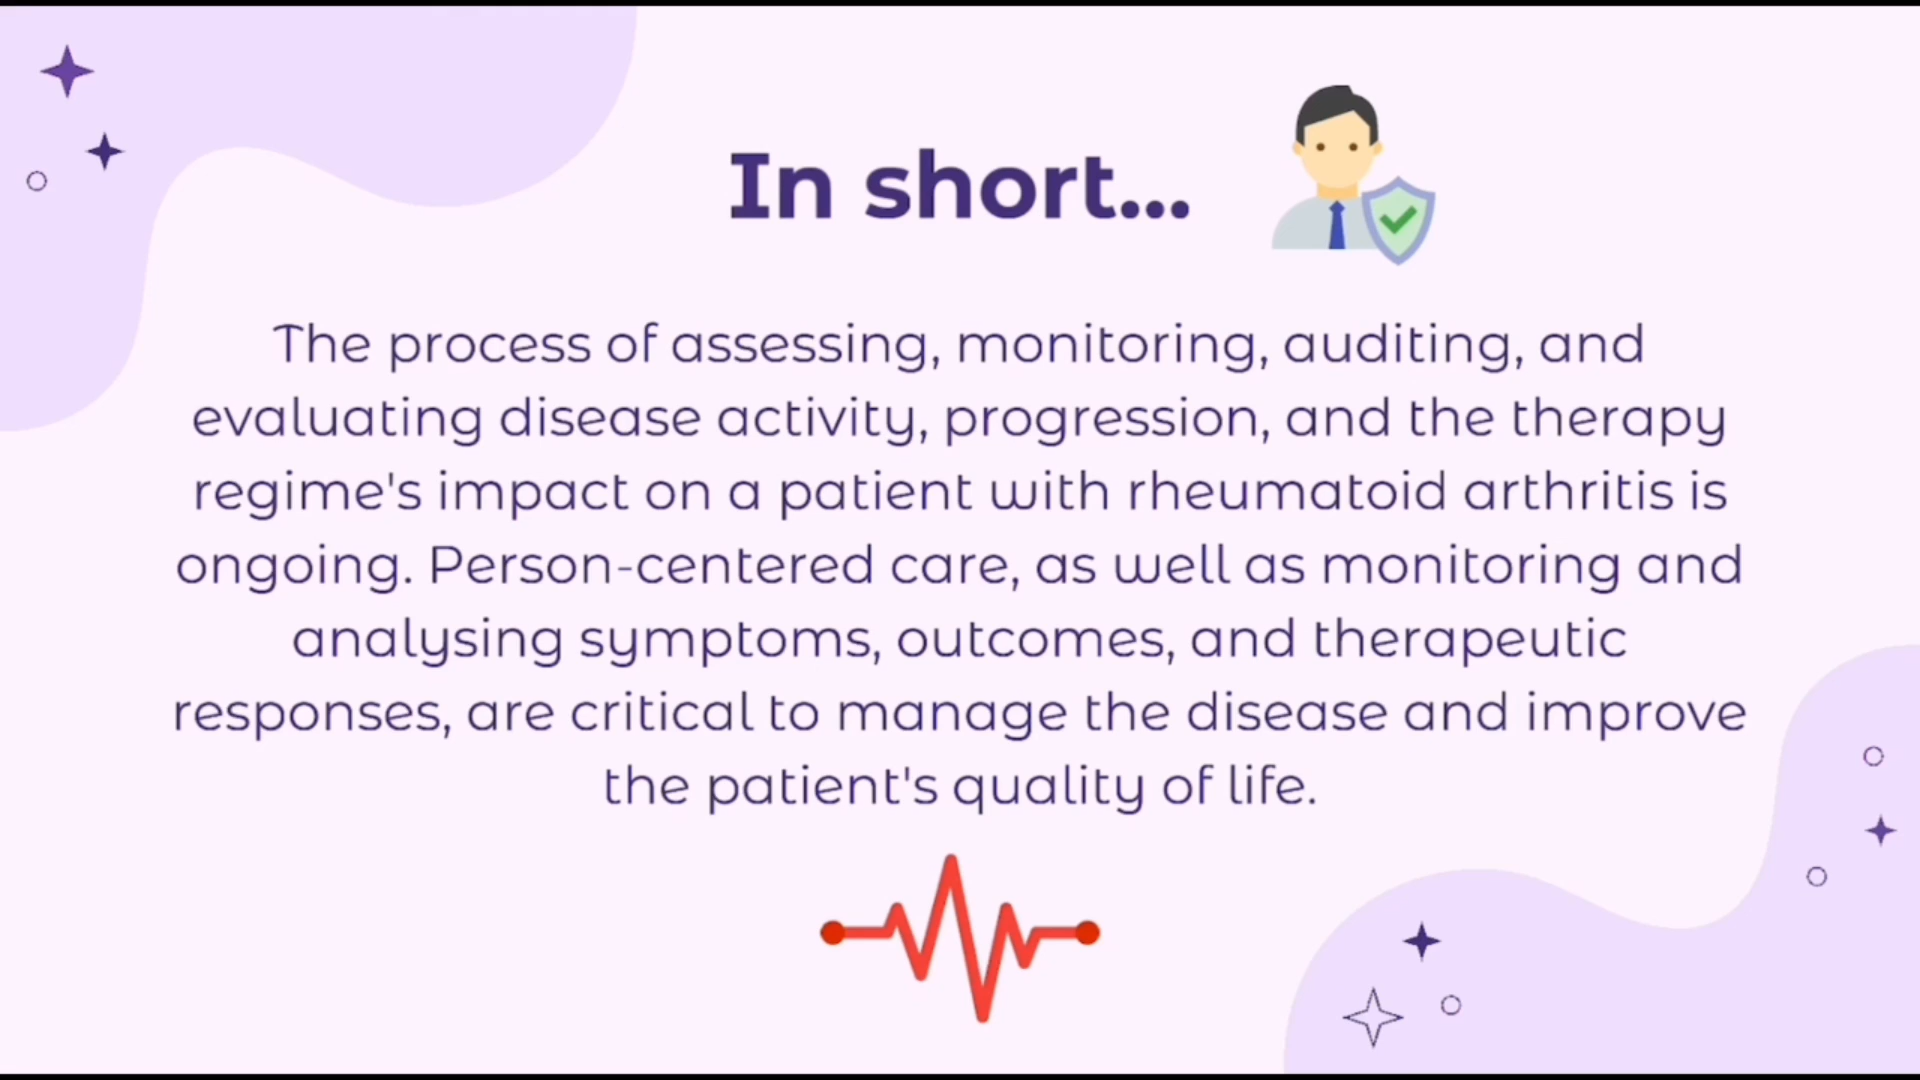 In short...
The process of assessing, monitoring, auditing, and
evaluating disease activity, progression, and the therapy
regime's impact on a patient with rheumatoid arthritis is
ongoing. Person-centered care, as well as monitoring and
analysing symptoms, outcomes, and therapeutic
responses, are critical to manage the disease and improve
the patient's quality of life.